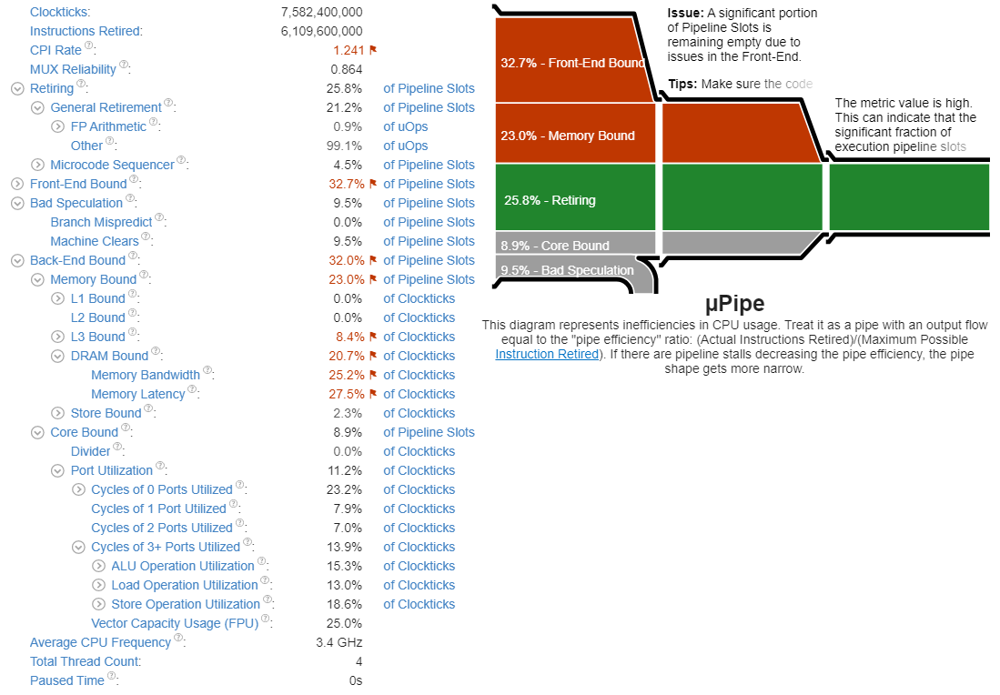 Clockticks: 7,582,400,000
Instructions Retired: 6,109,600,000
CPI Rate ?: 1.241
MUX Reliability ?: 0.864
Retiring ?: 25.8% of Pipeline Slots
General Retirement ?: 21.2% of Pipeline Slots
FP Arithmetic ?: 0.9% of uOps
Other ?: 99.1% of uOps
Microcode Sequencer ?: 4.5% of Pipeline Slots
Front-End Bound ?: 32.7% of Pipeline Slots
Bad Speculation ?: 9.5% of Pipeline Slots
Branch Mispredict ?: 0.0% of Pipeline Slots
Machine Clears ?: 9.5% of Pipeline Slots
Back-End Bound ?: 32.0% of Pipeline Slots
Memory Bound ?: 23.0% of Pipeline Slots
L1 Bound ?: 0.0% of Clockticks
L2 Bound ?: 0.0% of Clockticks
L3 Bound ?: 8.4% of Clockticks
DRAM Bound ?: 20.7% of Clockticks
Memory Bandwidth ?: 25.2% of Clockticks
Memory Latency ?: 27.5% of Clockticks
Store Bound ?: 2.3% of Clockticks
Core Bound ?: 8.9% of Pipeline Slots
Divider ?: 0.0% of Clockticks
Port Utilization ?: 11.2% of Clockticks
Cycles of 0 Ports Utilized ?: 23.2% of Clockticks
Cycles of 1 Port Utilized ?: 7.9% of Clockticks
Cycles of 2 Ports Utilized ?: 7.0% of Clockticks
Cycles of 3+ Ports Utilized ?: 13.9% of Clockticks
ALU Operation Utilization ?: 15.3% of Clockticks
Load Operation Utilization ?: 13.0% of Clockticks
Store Operation Utilization ?: 18.6% of Clockticks
Vector Capacity Usage (FPU) ?: 25.0%
Average CPU Frequency ?: 3.4 GHz
Total Thread Count: 4
Paused Time ?: 0s
32.7% - Front-End Bound
23.0% - Memory Bound
25.8% - Retiring
8.9% - Core Bound
9.5% - Bad Speculation
Issue: A significant portion
of Pipeline Slots is
remaining empty due to
issues in the Front-End.
Tips: Make sure the code
The metric value is high.
This can indicate that the
significant fraction of
execution pipeline slots
µPipe
This diagram represents inefficiencies in CPU usage. Treat it as a pipe with an output flow
equal to the "pipe efficiency" ratio: (Actual Instructions Retired)/(Maximum Possible
Instruction Retired). If there are pipeline stalls decreasing the pipe efficiency, the pipe
shape gets more narrow.